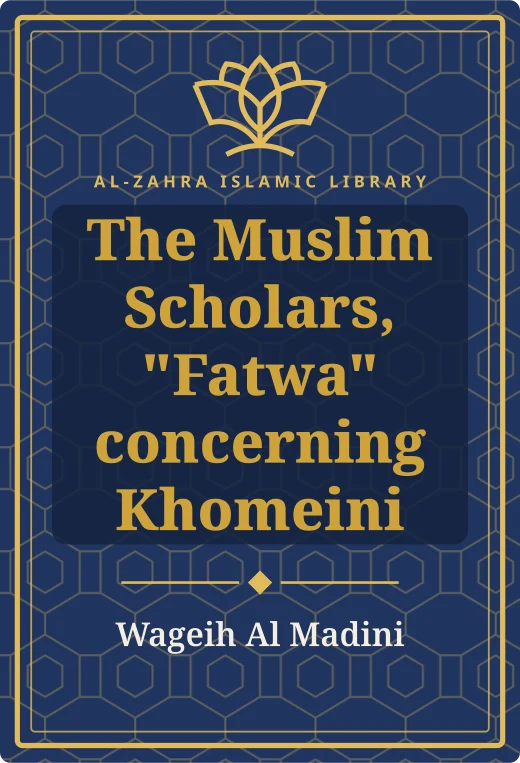 AL-ZAHRA ISLAMIC LIBRARY
The Muslim
Scholars,
"Fatwa"
concerning
Khomeini
Wageih Al Madini